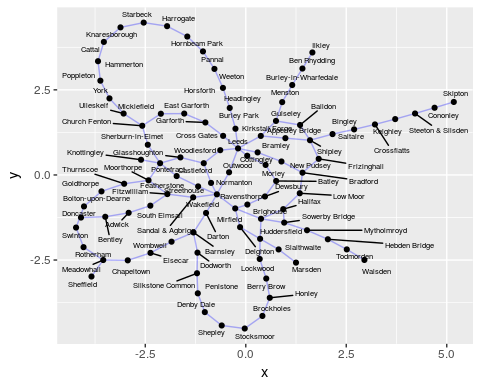 Starbeck
Harrogate
Knaresborough
Hornbeam Park
Cattal
Pannal
Hammerton
Poppleton
Weeton
York
Hornsforth
Headingley
Ulleskelf
Micklefield
East Garforth
Burley Park
Church Fenton
Garforth
Sherburn-in-Elmet
Cross Gates
Kirkstall Forge
Leeds
Knottingley
Glasshoughton
Woodlesford
Bramley
Cottingley
Thurnscoe
Moorthorpe
Pontefract
Castleford
Outwood
Goldthorpe
Featherstone
Normanton
Bolton-upon-Dearne
Fitzwilliam
Streethouse
Doncaster
Wakefield
Swinton
Adwick
South Elmsall
Bentley
Sandal & Agbrigg
Rotherham
Wombwell
Darton
Meadowhall
Chapeltown
Elsecar
Dodworth
Barnsley
Sheffield
Silkstone Common
Penistone
Denby Dale
Shepley
Stocksmoor
Brockholes
Honley
Berry Brow
Lockwood
Deighton
Huddersfield
Slaithwaite
Marsden
Mirfield
Brighouse
Ravensthorpe
Dewsbury
Batley
Morley
Halifax
Sowerby Bridge
Mytholmroyd
Hebden Bridge
Todmorden
Walsden
Low Moor
Bradford
New Pudsey
Frizinghall
Shipley
Apperley Bridge
Saltaire
Bingley
Crossflatts
Keighley
Steeton & Silsden
Cononley
Skipton
Baildon
Guiseley
Menston
Burley-in-Wharfedale
Ben Rhydding
Ilkley
2.5
0.0
-2.5
-2.5
0.0
2.5
5.0
x
y